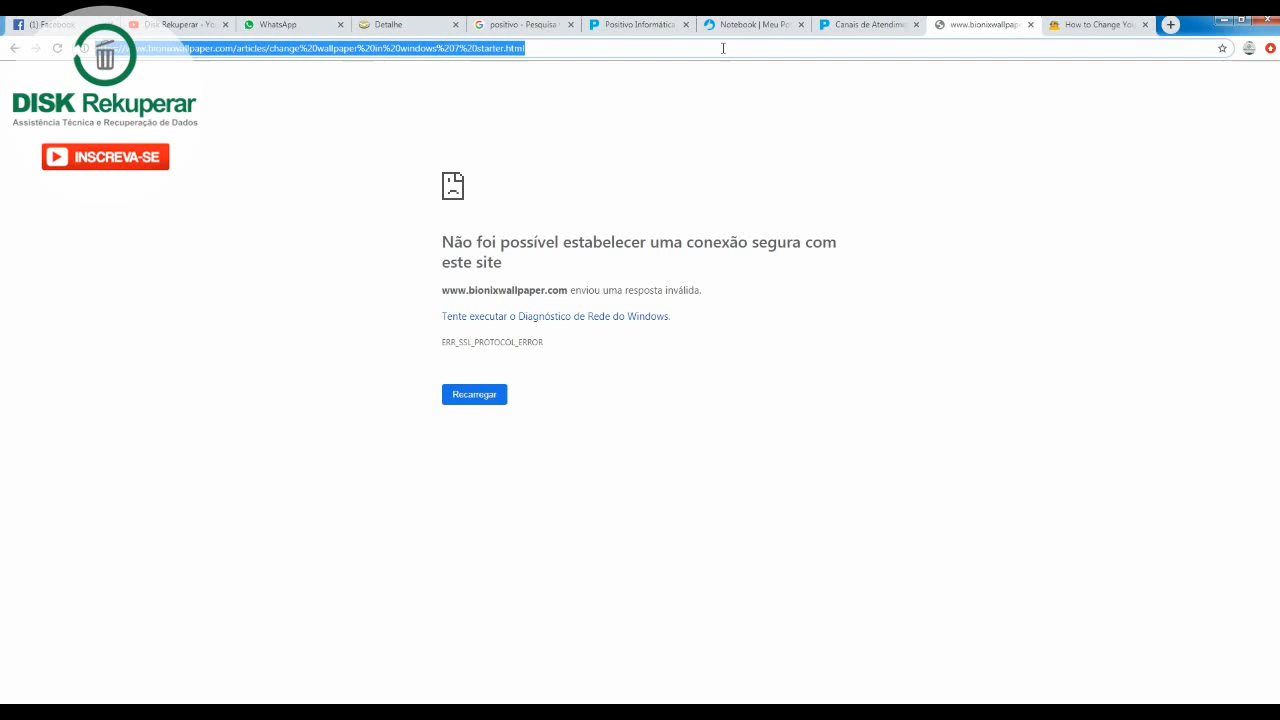 (1) Facebook
Disk Rekuperar - Yo
WhatsApp
Detalhe
positivo - Pesquisa
Positivo Informática
Notebook | Meu Po
Canais de Atendime
www.bionixwallpape
How to Change You
www.bionixwallpaper.com/articles/change%20wallpaper%20in%20windows%207%20starter.html
DISK Rekuperar
Assistência Técnica e Recuperação de Dados
INSCREVA-SE
Não foi possível estabelecer uma conexão segura com
este site
www.bionixwallpaper.com enviou uma resposta inválida.
Tente executar o Diagnóstico de Rede do Windows.
ERR_SSL_PROTOCOL_ERROR
Recarregar